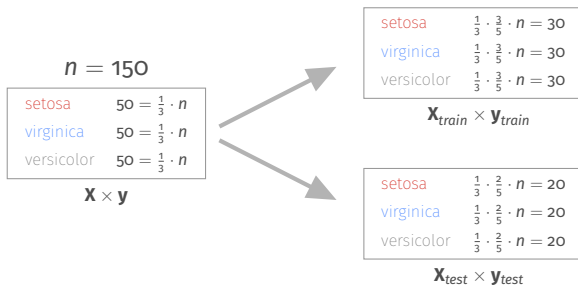 n = 150
setosa 50 = 1/3 · n
virginica 50 = 1/3 · n
versicolor 50 = 1/3 · n
X × y
setosa 1/3 · 3/5 · n = 30
virginica 1/3 · 3/5 · n = 30
versicolor 1/3 · 3/5 · n = 30
X_train × y_train
setosa 1/3 · 2/5 · n = 20
virginica 1/3 · 2/5 · n = 20
versicolor 1/3 · 2/5 · n = 20
X_test × y_test